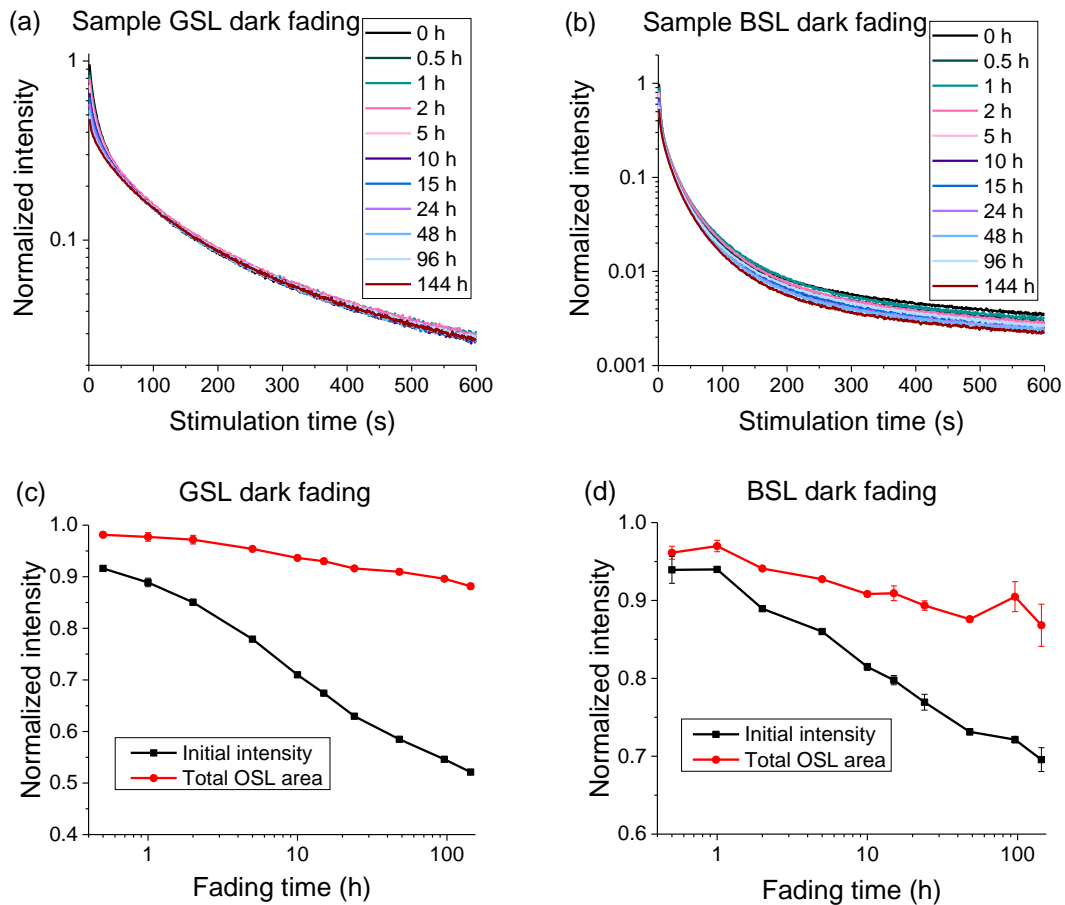 (a) Sample GSL dark fading
0 h
0.5 h
1 h
2 h
5 h
10 h
15 h
24 h
48 h
96 h
144 h
1
0.1
Normalized intensity
0 100 200 300 400 500 600
Stimulation time (s)
(b) Sample BSL dark fading
0 h
0.5 h
1 h
2 h
5 h
10 h
15 h
24 h
48 h
96 h
144 h
1
0.1
0.01
0.001
Normalized intensity
0 100 200 300 400 500 600
Stimulation time (s)
(c) GSL dark fading
1.0
0.9
0.8
0.7
0.6
0.5
0.4
Normalized intensity
Initial intensity
Total OSL area
1 10 100
Fading time (h)
(d) BSL dark fading
1.0
0.9
0.8
0.7
0.6
Normalized intensity
Initial intensity
Total OSL area
1 10 100
Fading time (h)